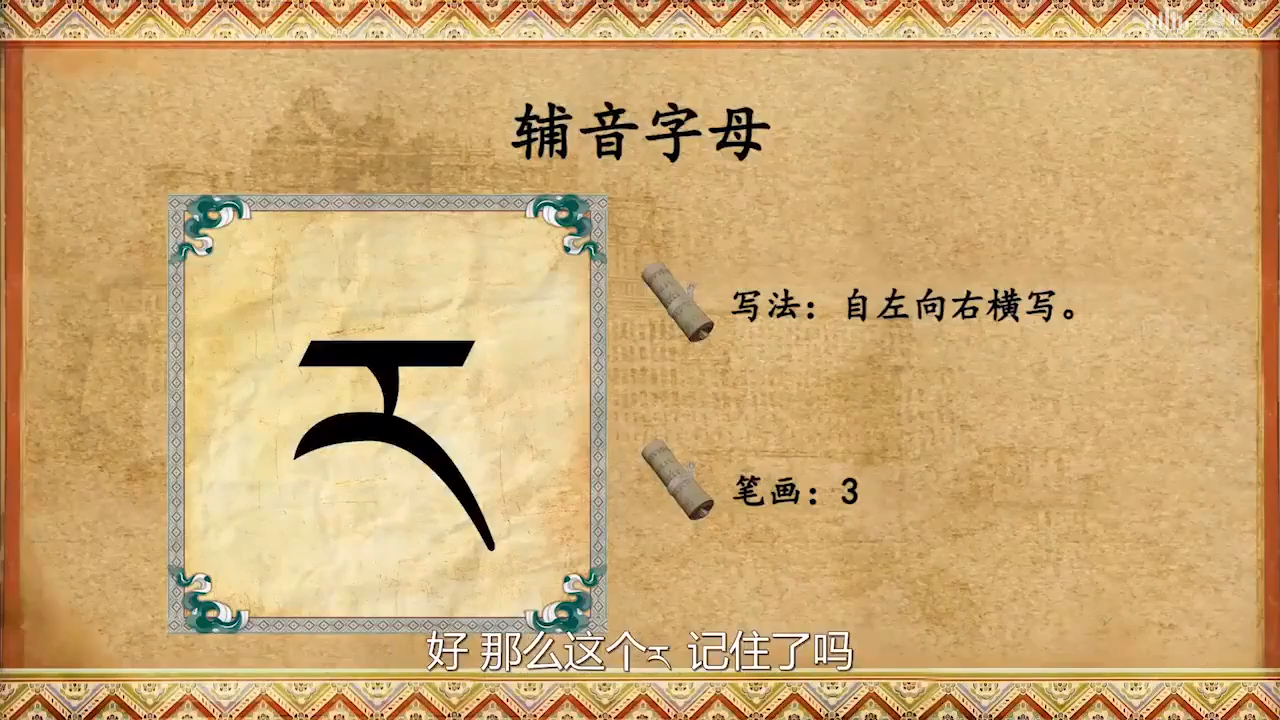 辅音字母
ཏ
写法：自左向右横写。
笔画：3
好 那么这个ཏ 记住了吗